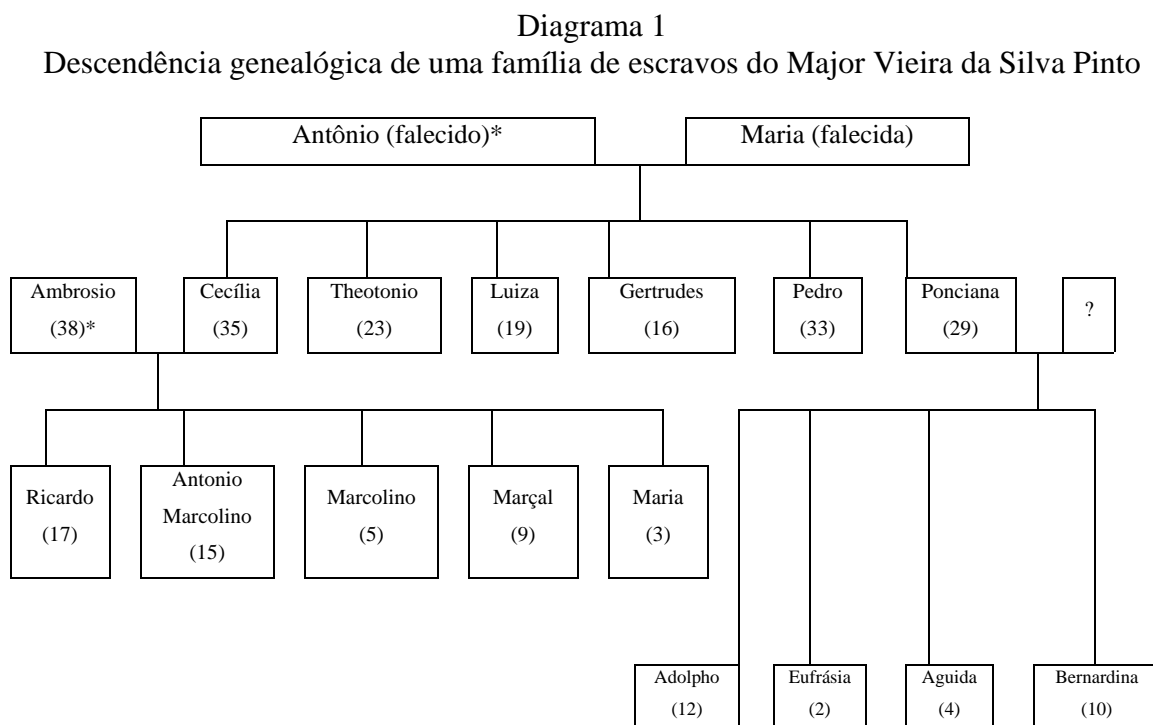 Diagrama 1
Descendência genealógica de uma família de escravos do Major Vieira da Silva Pinto
Antônio (falecido)*
Maria (falecida)
Ambrosio
(38)*
Cecília
(35)
Theotonio
(23)
Luiza
(19)
Gertrudes
(16)
Pedro
(33)
Ponciana
(29)
?
Ricardo
(17)
Antonio
Marcolino
(15)
Marcolino
(5)
Marçal
(9)
Maria
(3)
Adolpho
(12)
Eufrásia
(2)
Aguida
(4)
Bernardina
(10)